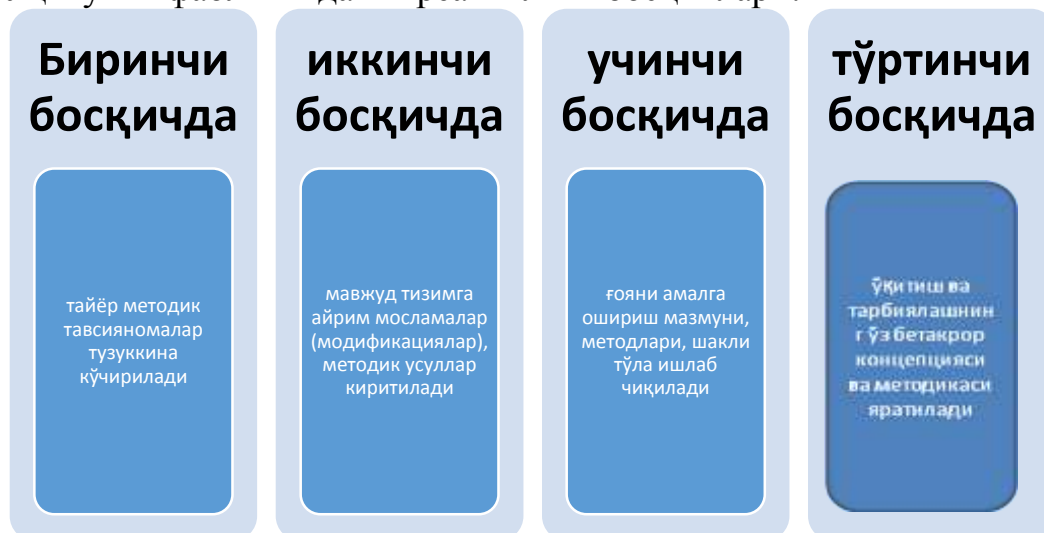 Биринчи
босқичда
тайёр методик
тавсияномалар
тузуккина
кўчирилади
иккинчи
босқичда
мавжуд тизимга
айрим мосламалар
(модификациялар),
методик усуллар
киритилади
учинчи
босқичда
ғояни амалга
ошириш мазмуни,
методлари, шакли
тўла ишлаб
чиқилади
тўртинчи
босқичда
ўқитиш ва
тарбиялашнин
г ўз бетакрор
концепцияси
ва методикаси
яратилади